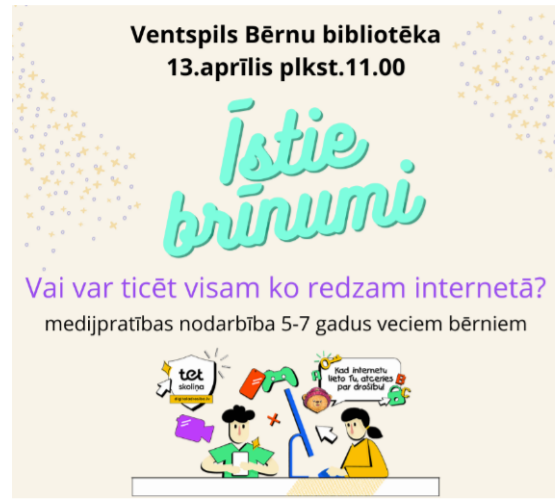 Ventspils Bērnu bibliotēka
13.aprīlis plkst.11.00
Īstie
brīnumi
Vai var ticēt visam ko redzam internetā?
medijpratības nodarbība 5-7 gadus veciem bērniem
tet
skoliņa
Kad internetu
lieto Tu, atceries
par drošību!
B
C